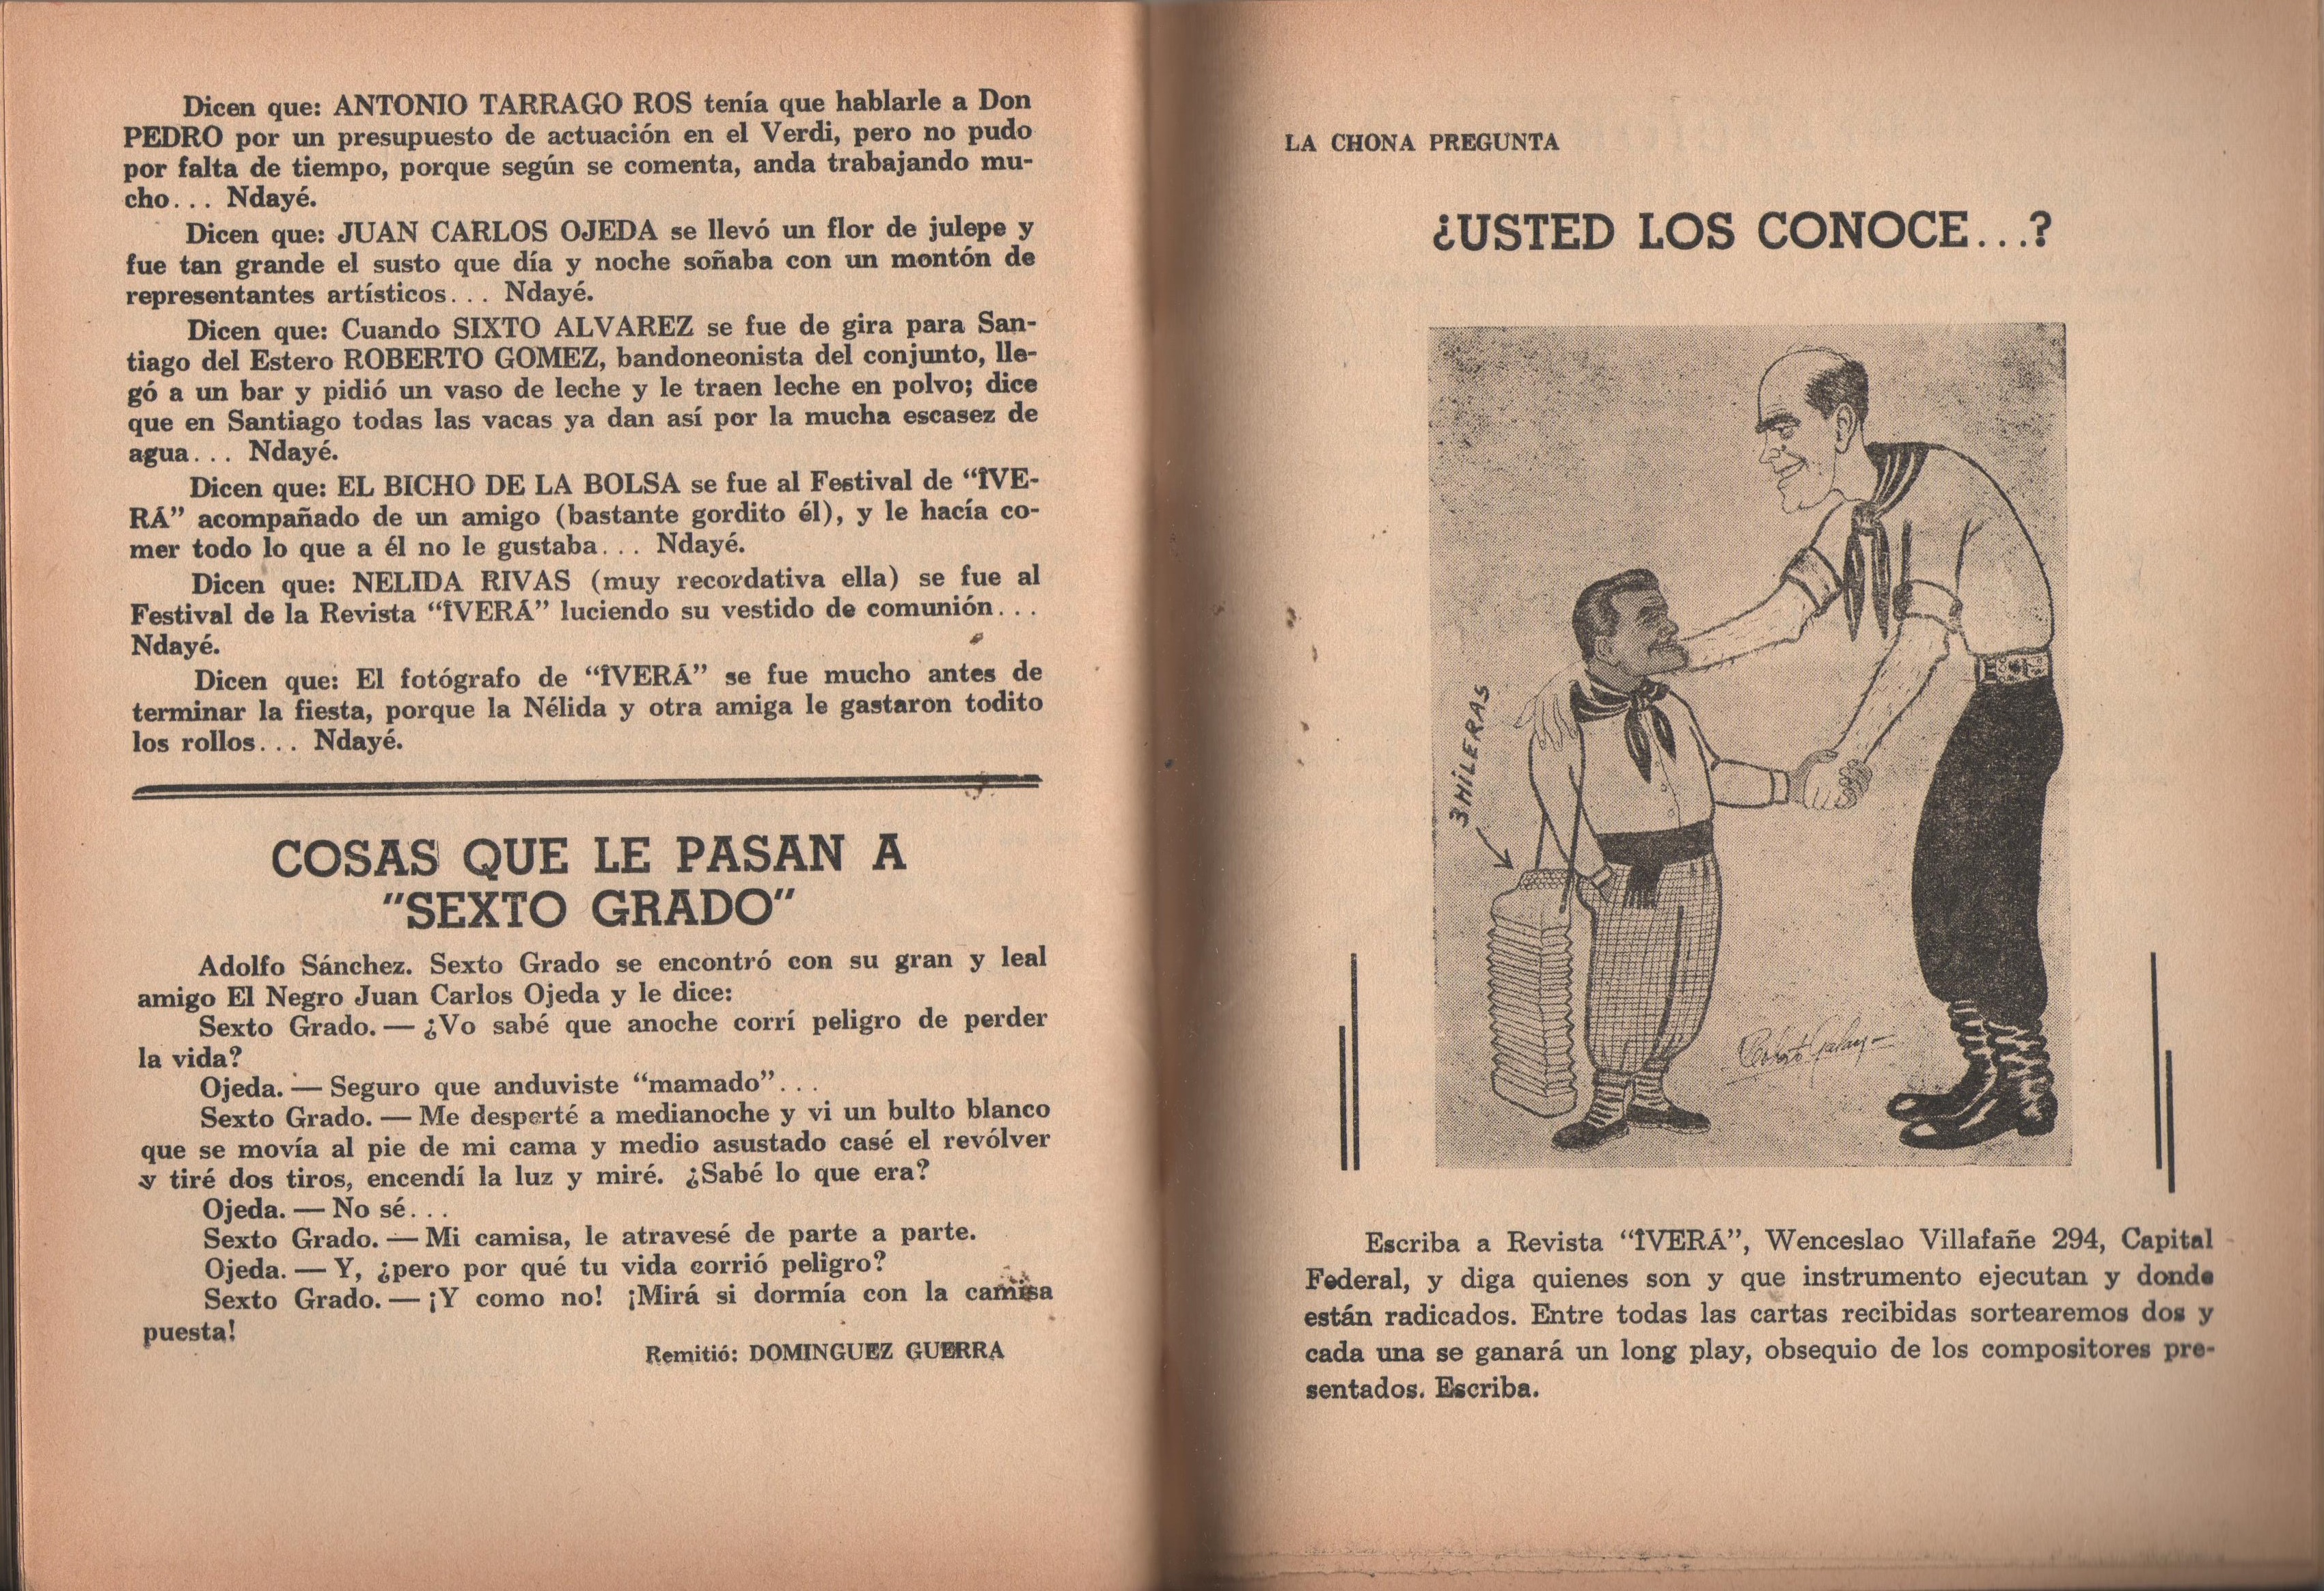 Dicen que: ANTONIO TARRAGO ROS tenía que hablarle a Don
PEDRO por un presupuesto de actuación en el Verdi, pero no pudo
por falta de tiempo, porque según se comenta, anda trabajando mu-
cho... Ndayé.
Dicen que: JUAN CARLOS OJEDA se llevó un flor de julepe y
fue tan grande el susto que día y noche soñaba con un montón de
representantes artísticos... Ndayé.
Dicen que: Cuando SIXTO ALVAREZ se fue de gira para San-
tiago del Estero ROBERTO GOMEZ, bandoneonista del conjunto, lle-
gó a un bar y pidió un vaso de leche y le traen leche en polvo; dice
que en Santiago todas las vacas ya dan así por la mucha escasez de
agua... Ndayé.
Dicen que: EL BICHO DE LA BOLSA se fue al Festival de “ÎVE-
RÁ” acompañado de un amigo (bastante gordito él), y le hacía co-
mer todo lo que a él no le gustaba... Ndayé.
Dicen que: NELIDA RIVAS (muy recordativa ella) se fue al
Festival de la Revista “ÎVERÁ” luciendo su vestido de comunión...
Ndayé.
Dicen que: El fotógrafo de “ÎVERÁ” se fue mucho antes de
terminar la fiesta, porque la Nélida y otra amiga le gastaron todito
los rollos... Ndayé.
COSAS QUE LE PASAN A
"SEXTO GRADO"
Adolfo Sánchez. Sexto Grado se encontró con su gran y leal
amigo El Negro Juan Carlos Ojeda y le dice:
Sexto Grado. — ¿Vo sabé que anoche corrí peligro de perder
la vida?
Ojeda. — Seguro que anduviste “mamado”...
Sexto Grado. — Me desperté a medianoche y vi un bulto blanco
que se movía al pie de mi cama y medio asustado casé el revólver
y tiré dos tiros, encendí la luz y miré. ¿Sabé lo que era?
Ojeda. — No sé...
Sexto Grado. — Mi camisa, le atravesé de parte a parte.
Ojeda. — Y, ¿pero por qué tu vida corrió peligro?
Sexto Grado. — ¡Y como no! ¡Mirá si dormía con la camisa
puesta!
Remitió: DOMINGUEZ GUERRA
LA CHONA PREGUNTA
¿USTED LOS CONOCE...?
3 HILERAS
Escriba a Revista “ÎVERÁ”, Wenceslao Villafañe 294, Capital
Federal, y diga quienes son y que instrumento ejecutan y donde
están radicados. Entre todas las cartas recibidas sortearemos dos y
cada una se ganará un long play, obsequio de los compositores pre-
sentados. Escriba.